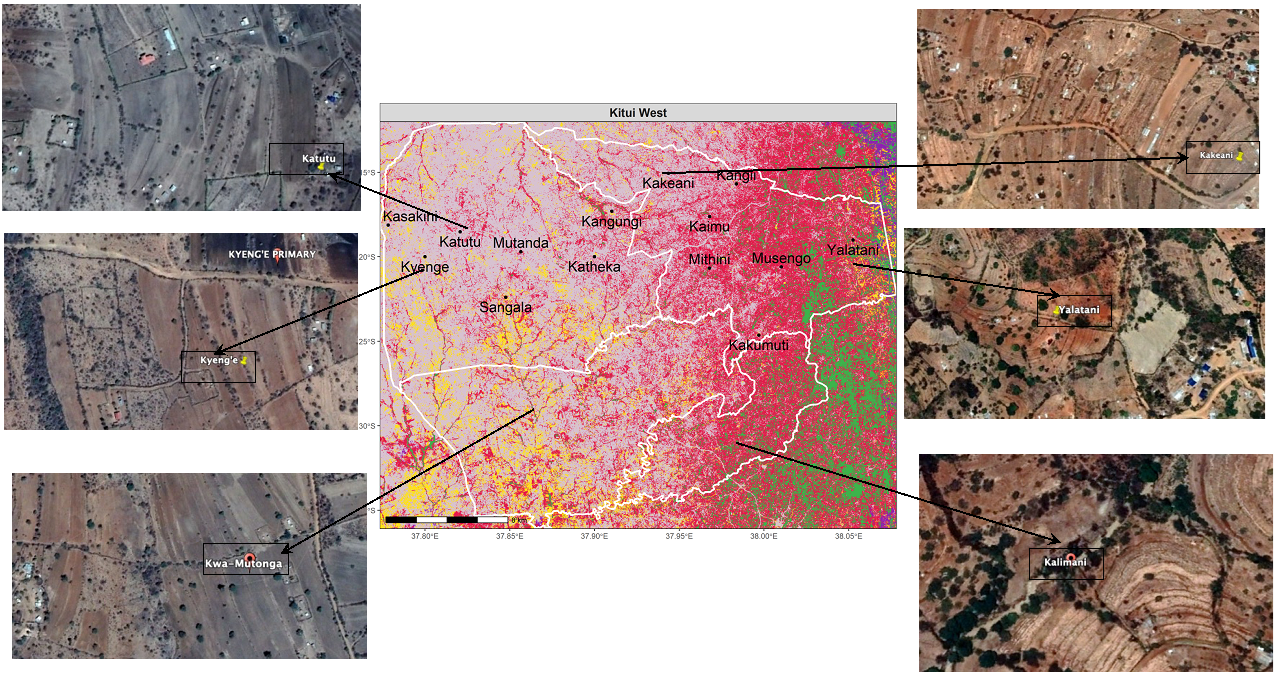 Kitui West
Katutu
Kakeani
KYENG'E PRIMARY
Kyeng'e
Yalatani
Kwa-Mutonga
Kalimani
Kangii
Kakeani
Kasakini
Kangungi
Kaimu
Katutu
Mutanda
Yalatani
Kyenge
Katheka
Mithini
Musengo
Sangala
Kakumuti
5'S
20'S
25'S
30'S
'S
37.80°E
37.85°E
37.90°E
37.95°E
38.00°E
38.05°E